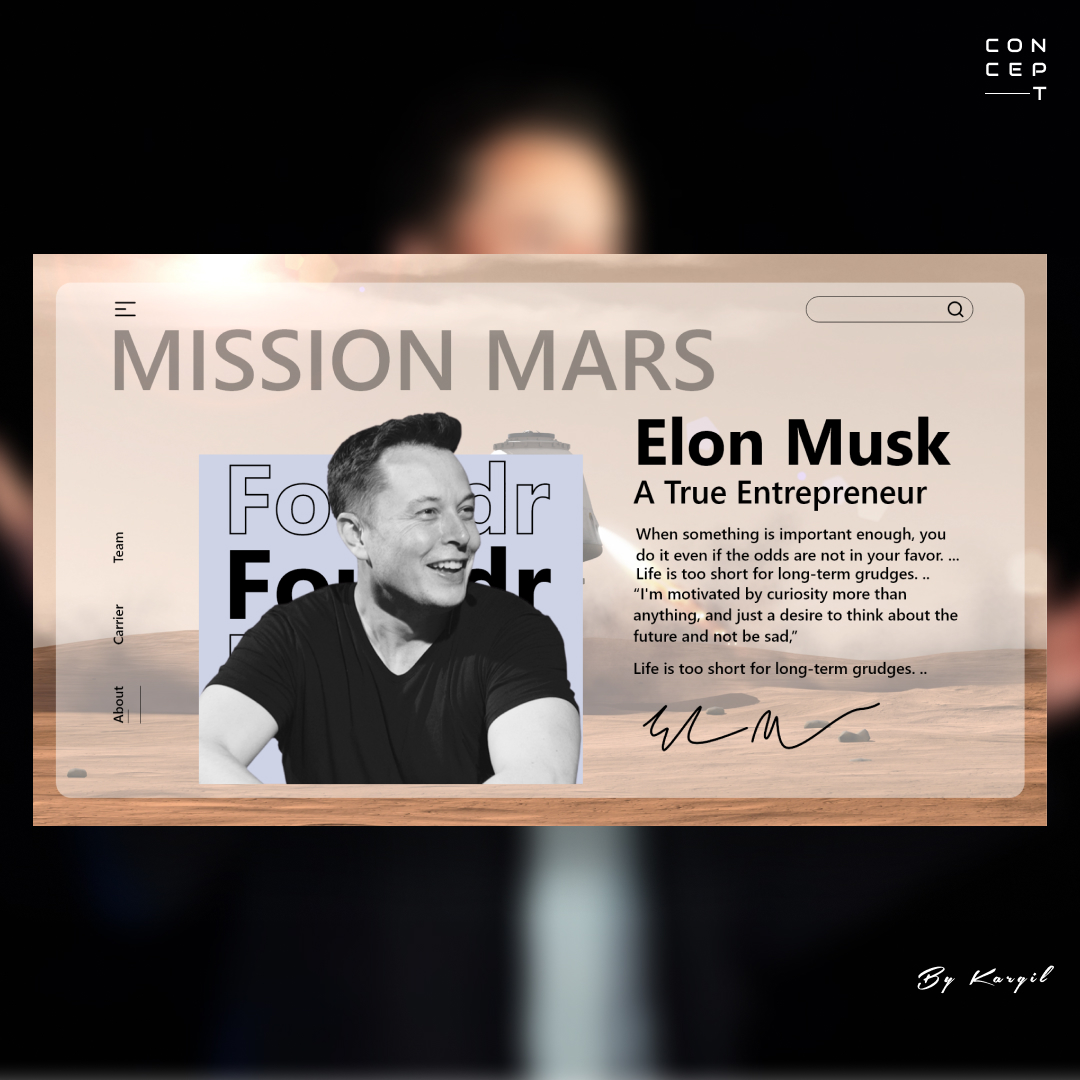 CON
CEP
T
MISSION MARS
Elon Musk
A True Entrepreneur
When something is important enough, you
do it even if the odds are not in your favor. ...
Life is too short for long-term grudges. ..
“I'm motivated by curiosity more than
anything, and just a desire to think about the
future and not be sad,”
Life is too short for long-term grudges. ..
Team
Carrier
About
By Kargil